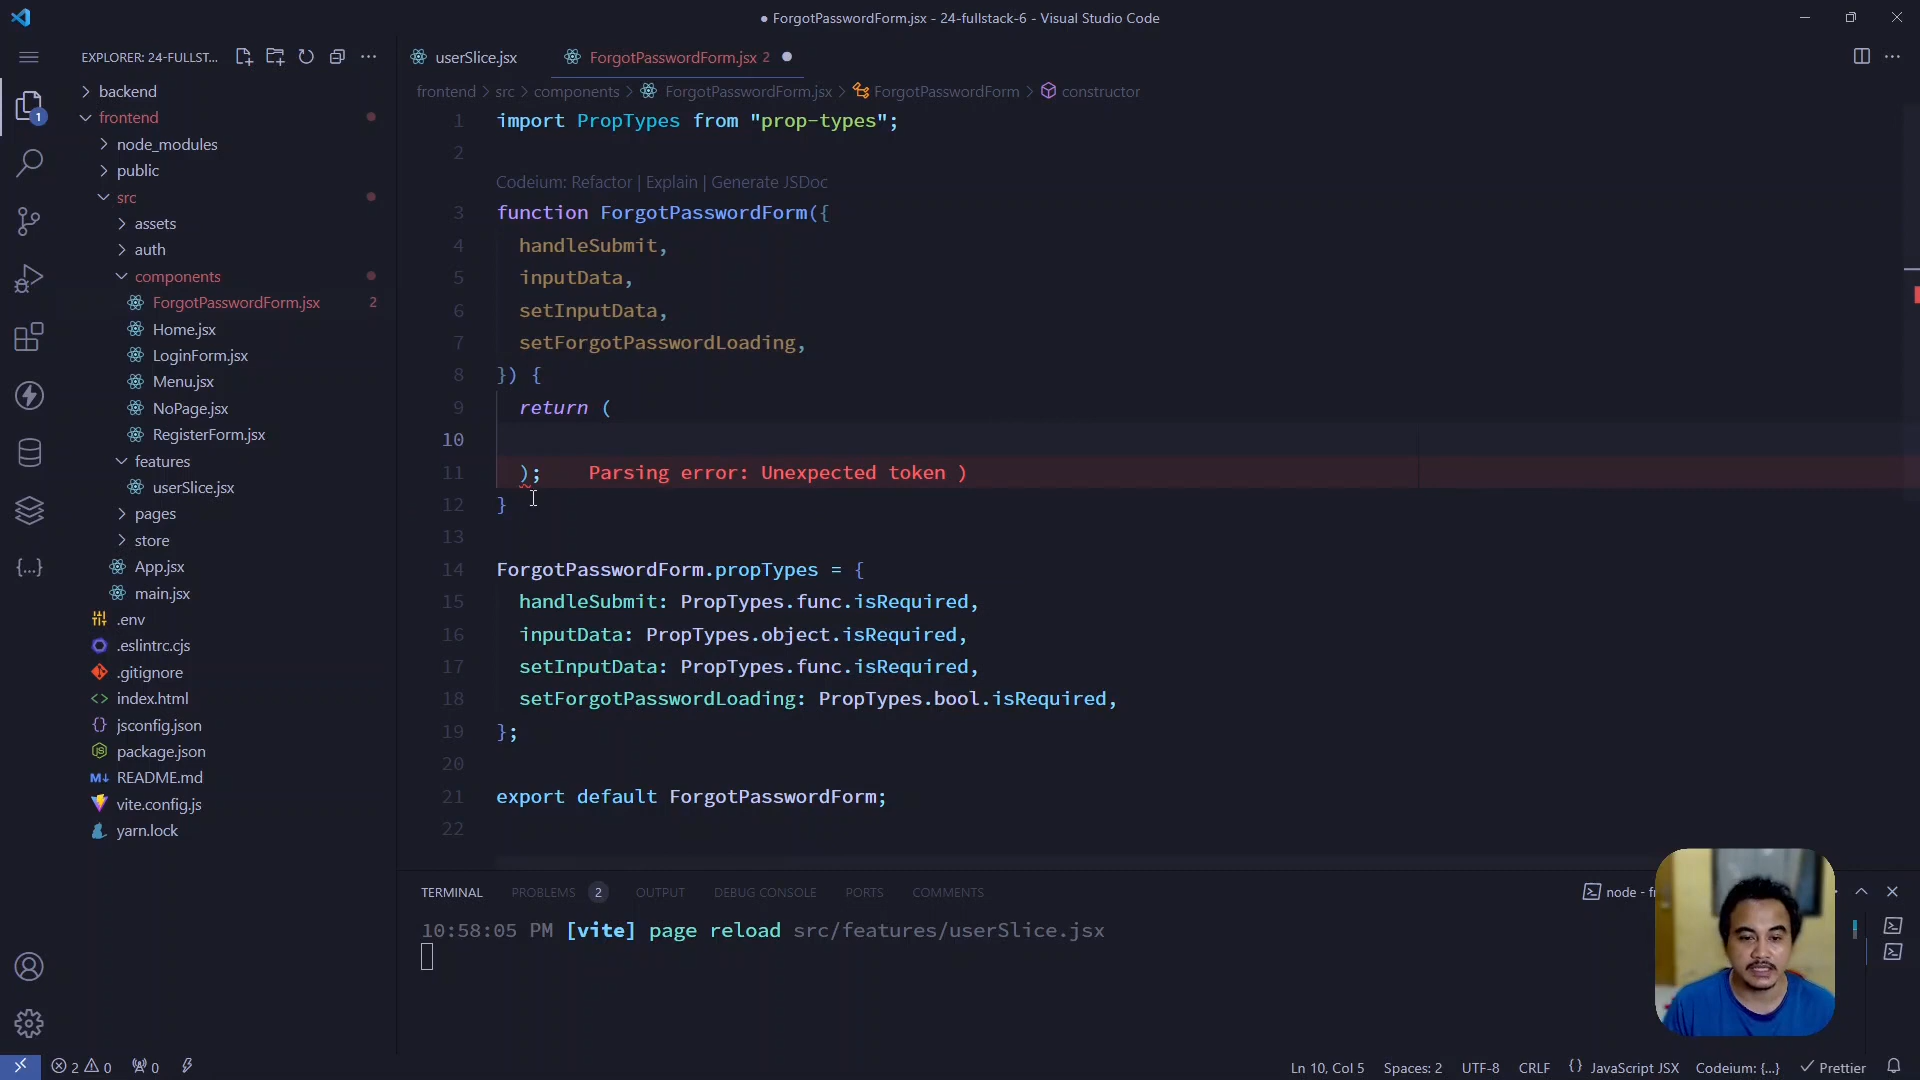 ● ForgotPasswordForm.jsx - 24-fullstack-6 - Visual Studio Code
EXPLORER: 24-FULLST...
userSlice.jsx
ForgotPasswordForm.jsx 2
frontend > src > components > ForgotPasswordForm.jsx > ForgotPasswordForm > constructor
1
backend
frontend
node_modules
public
src
assets
auth
components
ForgotPasswordForm.jsx 2
Home.jsx
LoginForm.jsx
Menu.jsx
NoPage.jsx
RegisterForm.jsx
features
userSlice.jsx
pages
store
App.jsx
main.jsx
.env
.eslintrc.cjs
.gitignore
index.html
jsconfig.json
package.json
README.md
vite.config.js
yarn.lock
1 import PropTypes from "prop-types";
2
Codeium: Refactor | Explain | Generate JSDoc
3 function ForgotPasswordForm({
4 handleSubmit,
5 inputData,
6 setInputData,
7 setForgotPasswordLoading,
8 }) {
9 return (
10
11 ); Parsing error: Unexpected token )
12 }
13
14 ForgotPasswordForm.propTypes = {
15 handleSubmit: PropTypes.func.isRequired,
16 inputData: PropTypes.object.isRequired,
17 setInputData: PropTypes.func.isRequired,
18 setForgotPasswordLoading: PropTypes.bool.isRequired,
19 };
20
21 export default ForgotPasswordForm;
22
TERMINAL PROBLEMS 2 OUTPUT DEBUG CONSOLE PORTS COMMENTS
node - fr
10:58:05 PM [vite] page reload src/features/userSlice.jsx
2 0 0
Ln 10, Col 5 Spaces: 2 UTF-8 CRLF {} JavaScript JSX Codeium: {...} Prettier